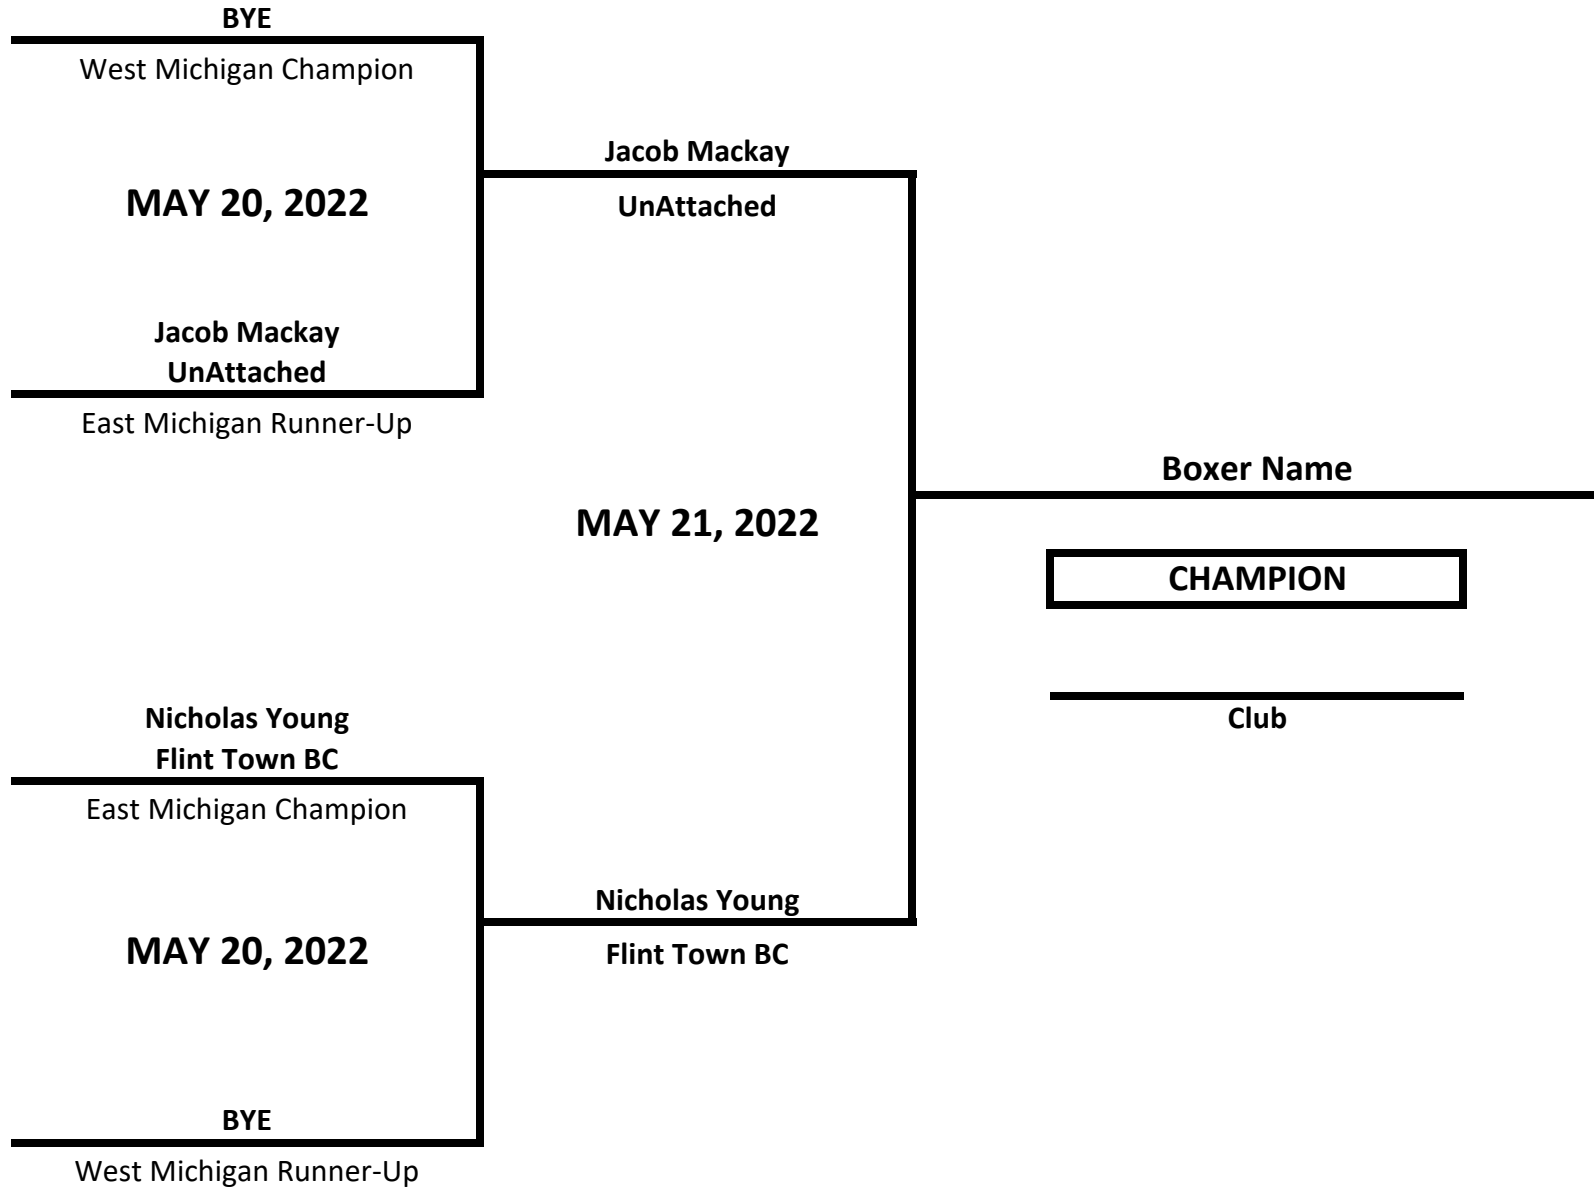 BYE
West Michigan Champion
MAY 20, 2022
Jacob Mackay
UnAttached
East Michigan Runner-Up
Jacob Mackay
UnAttached
MAY 21, 2022
Boxer Name
CHAMPION
Club
Nicholas Young
Flint Town BC
East Michigan Champion
MAY 20, 2022
BYE
West Michigan Runner-Up
Nicholas Young
Flint Town BC